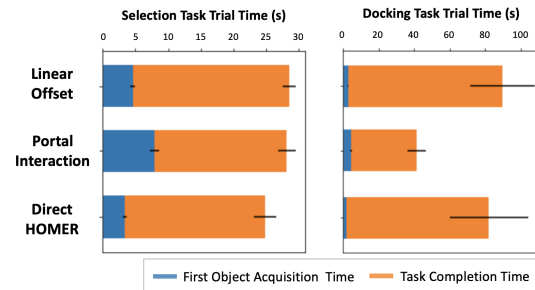 Selection Task Trial Time (s)
Docking Task Trial Time (s)
0 5 10 15 20 25 30
0 20 40 60 80 100
Linear
Offset
Portal
Interaction
Direct
HOMER
First Object Acquisition Time
Task Completion Time